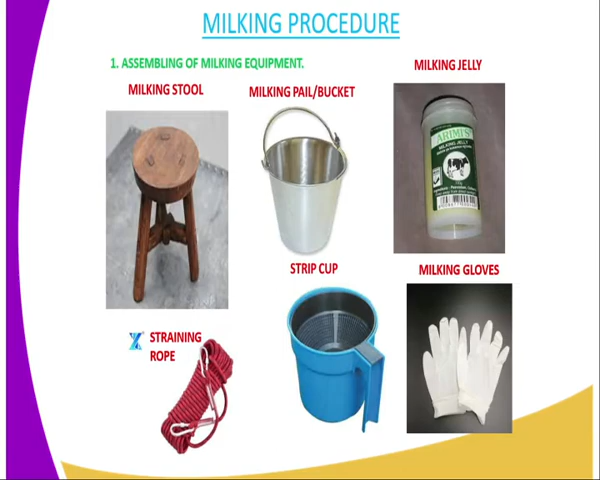 MILKING PROCEDURE
1. ASSEMBLING OF MILKING EQUIPMENT.
MILKING JELLY
MILKING STOOL
MILKING PAIL/BUCKET
ARIMI'S
MILKING JELLY
STRIP CUP
MILKING GLOVES
STRAINING
ROPE